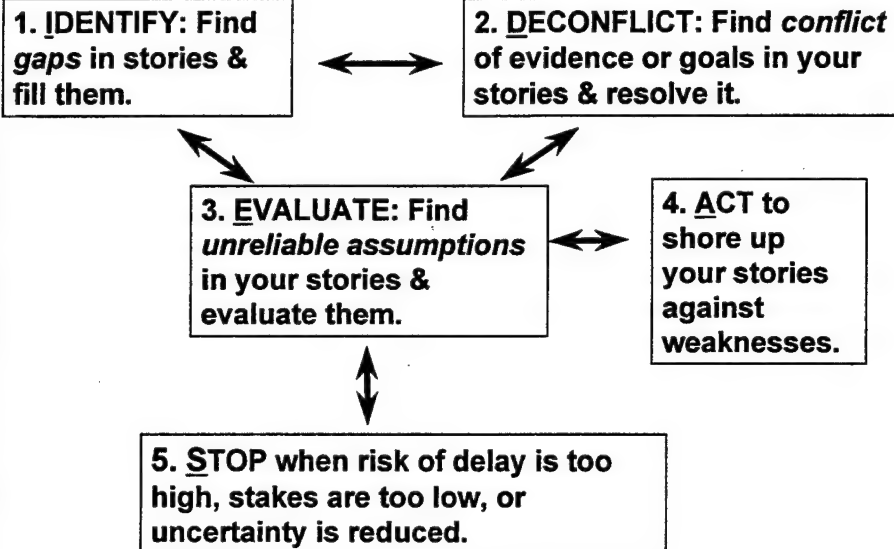 1. IDENTIFY: Find
gaps in stories &
fill them.
2. DECONFLICT: Find conflict
of evidence or goals in your
stories & resolve it.
3. EVALUATE: Find
unreliable assumptions
in your stories &
evaluate them.
4. ACT to
shore up
your stories
against
weaknesses.
5. STOP when risk of delay is too
high, stakes are too low, or
uncertainty is reduced.